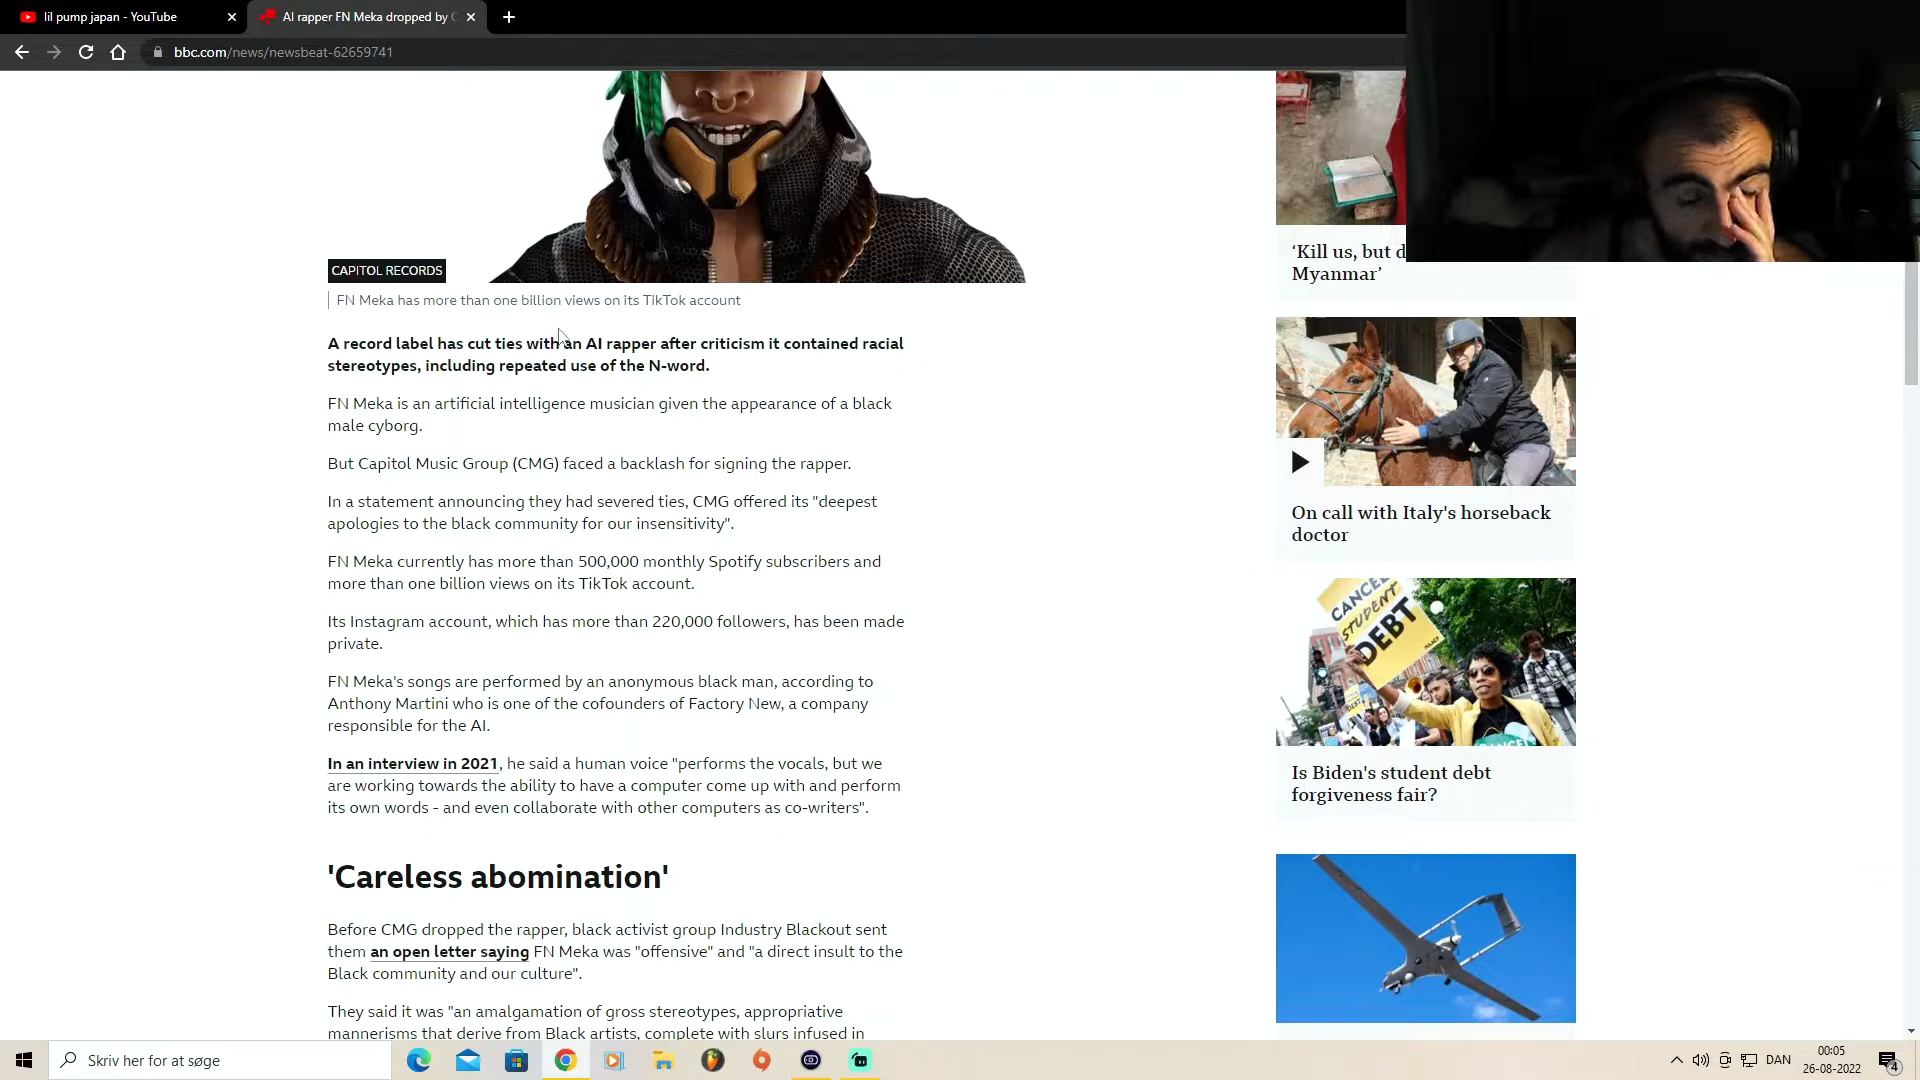 lil pump japan - YouTube
AI rapper FN Meka dropped by C
bbc.com/news/newsbeat-62659741
CAPITOL RECORDS
FN Meka has more than one billion views on its TikTok account
A record label has cut ties with an AI rapper after criticism it contained racial
stereotypes, including repeated use of the N-word.
FN Meka is an artificial intelligence musician given the appearance of a black
male cyborg.
But Capitol Music Group (CMG) faced a backlash for signing the rapper.
In a statement announcing they had severed ties, CMG offered its "deepest
apologies to the black community for our insensitivity".
FN Meka currently has more than 500,000 monthly Spotify subscribers and
more than one billion views on its TikTok account.
Its Instagram account, which has more than 220,000 followers, has been made
private.
FN Meka's songs are performed by an anonymous black man, according to
Anthony Martini who is one of the cofounders of Factory New, a company
responsible for the AI.
In an interview in 2021, he said a human voice "performs the vocals, but we
are working towards the ability to have a computer come up with and perform
its own words - and even collaborate with other computers as co-writers".
'Careless abomination'
Before CMG dropped the rapper, black activist group Industry Blackout sent
them an open letter saying FN Meka was "offensive" and "a direct insult to the
Black community and our culture".
They said it was "an amalgamation of gross stereotypes, appropriative
mannerisms that derive from Black artists, complete with slurs infused in
‘Kill us, but d
Myanmar’
On call with Italy's horseback
doctor
CANCEL
STUDENT
DEBT
Is Biden's student debt
forgiveness fair?
Skriv her for at søge
DAN
00:05
26-08-2022
4